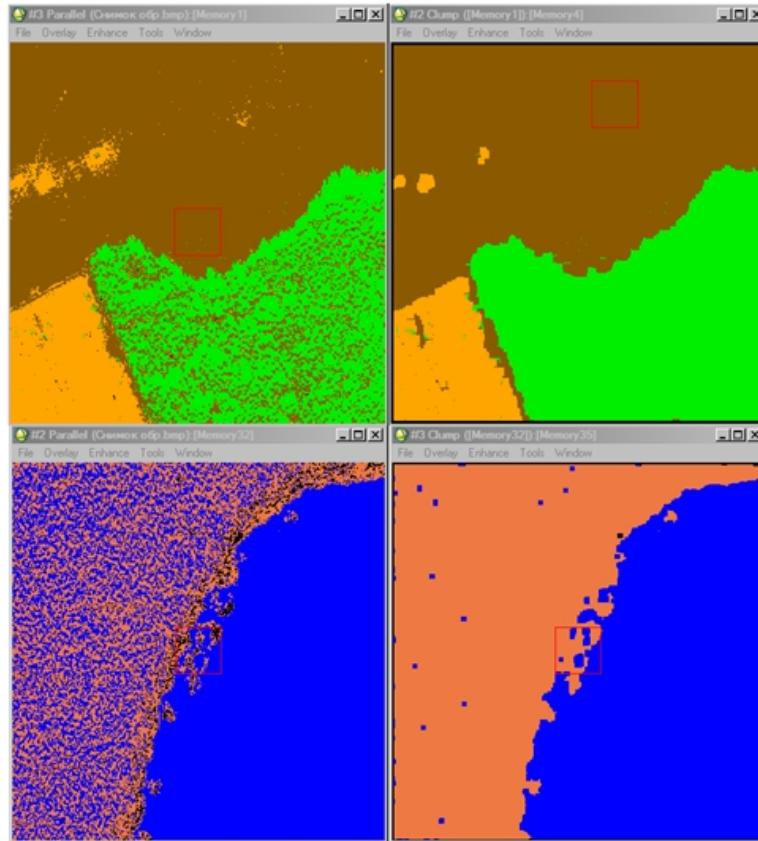 #3 Parallel (Снимок обр.bmp):[Memory1]
File Overlay Enhance Tools Window
#2 Clump ([Memory1]):[Memory4]
File Overlay Enhance Tools Window
#2 Parallel (Снимок обр.bmp):[Memory32]
File Overlay Enhance Tools Window
#3 Clump ([Memory32]):[Memory35]
File Overlay Enhance Tools Window